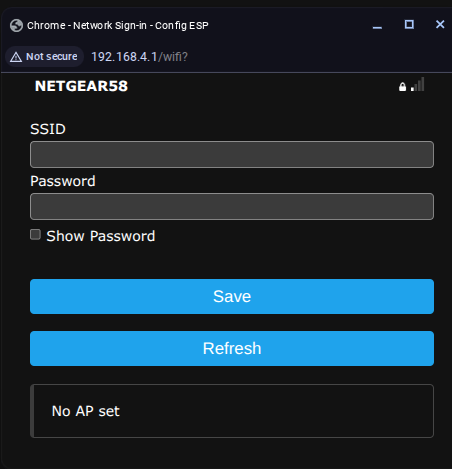 Chrome - Network Sign-in - Config ESP
Not secure 192.168.4.1/wifi?
NETGEAR58
SSID
Password
Show Password
Save
Refresh
No AP set